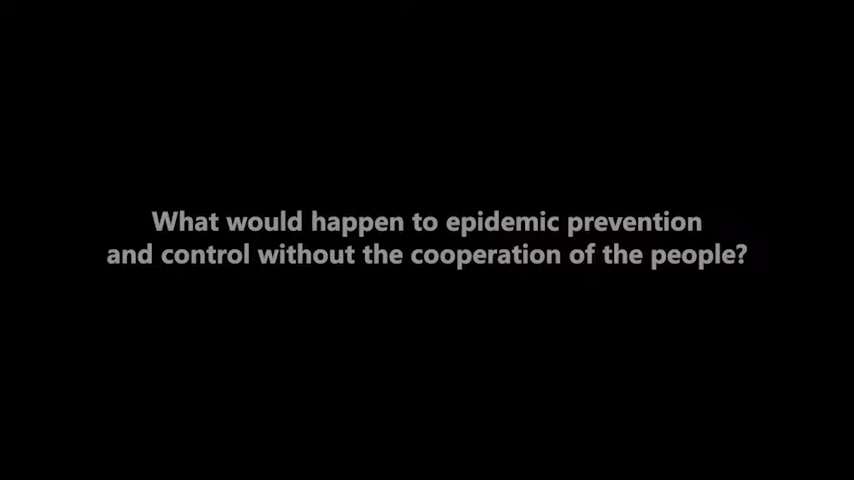 What would happen to epidemic prevention
and control without the cooperation of the people?